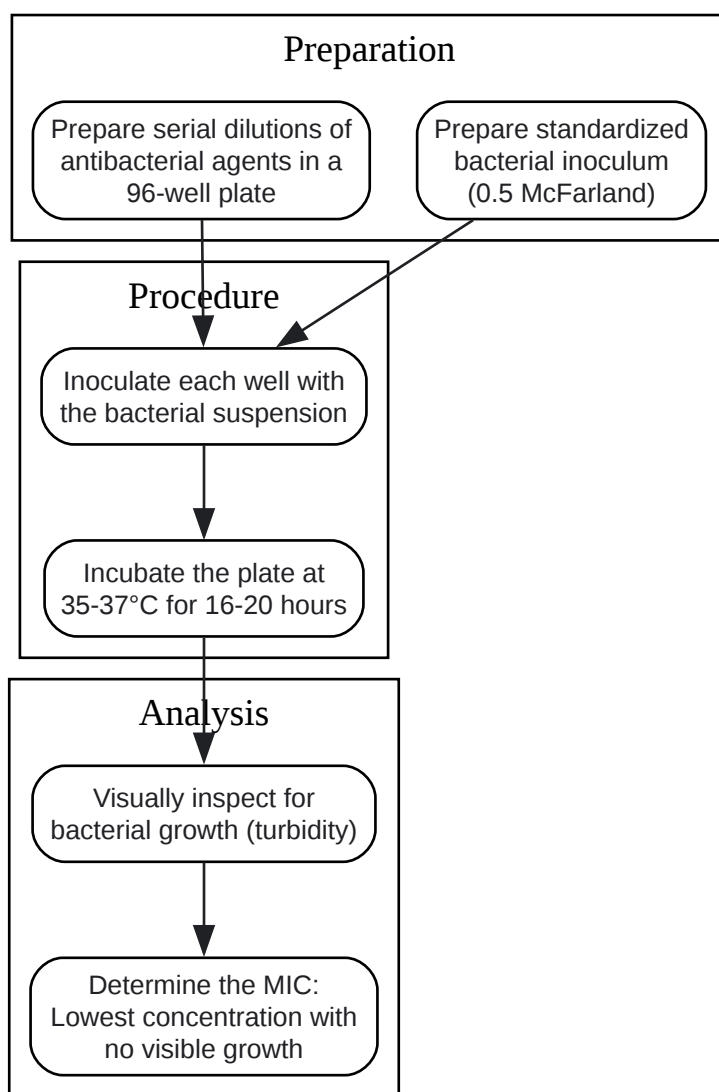 Preparation
Prepare serial dilutions of
antibacterial agents in a
96-well plate
Prepare standardized
bacterial inoculum
(0.5 McFarland)
Procedure
Inoculate each well with
the bacterial suspension
Incubate the plate at
35-37°C for 16-20 hours
Analysis
Visually inspect for
bacterial growth (turbidity)
Determine the MIC:
Lowest concentration with
no visible growth